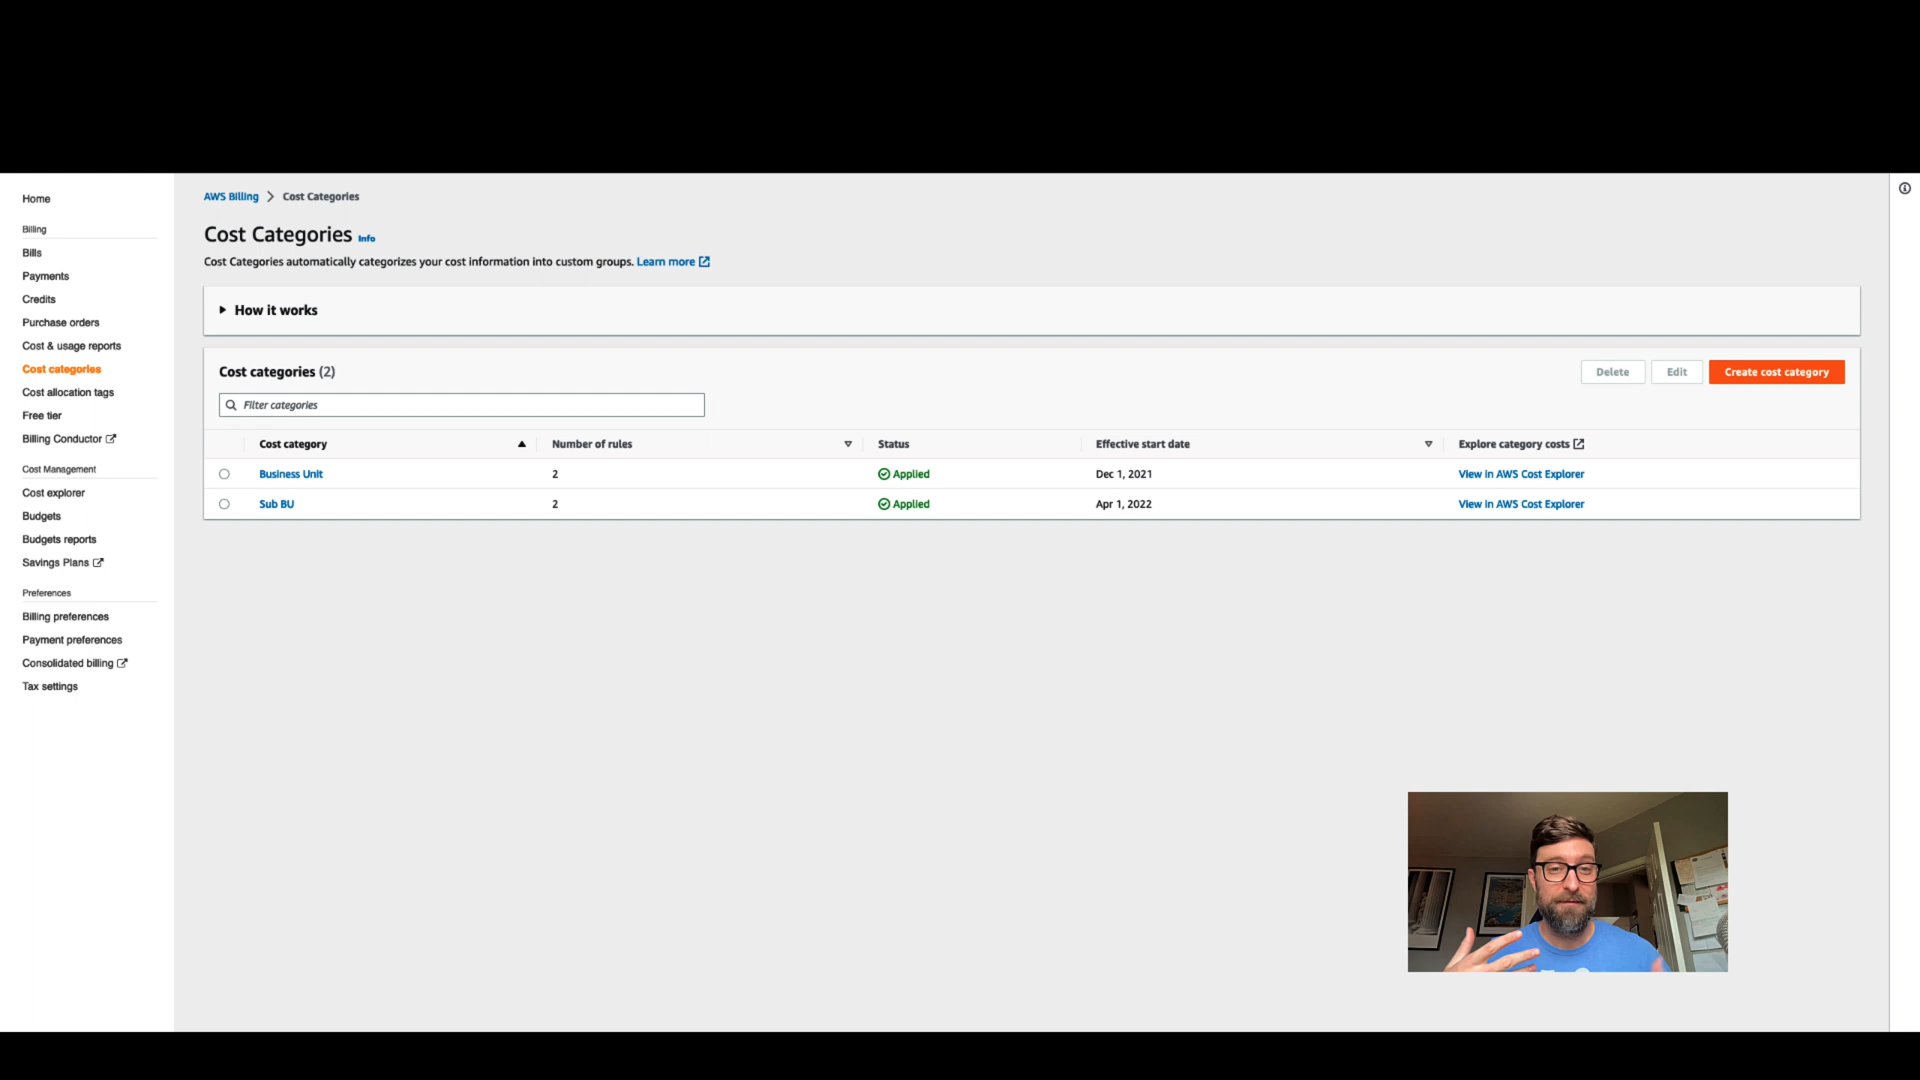 Home
Billing
Bills
Payments
Credits
Purchase orders
Cost & usage reports
Cost categories
Cost allocation tags
Free tier
Billing Conductor
Cost Management
Cost explorer
Budgets
Budgets reports
Savings Plans
Preferences
Billing preferences
Payment preferences
Consolidated billing
Tax settings
AWS Billing > Cost Categories
Cost Categories Info
Cost Categories automatically categorizes your cost information into custom groups. Learn more
How it works
Cost categories (2)
Delete Edit Create cost category
Filter categories
Cost category Number of rules Status Effective start date Explore category costs
Business Unit 2 Applied Dec 1, 2021 View in AWS Cost Explorer
Sub BU 2 Applied Apr 1, 2022 View in AWS Cost Explorer